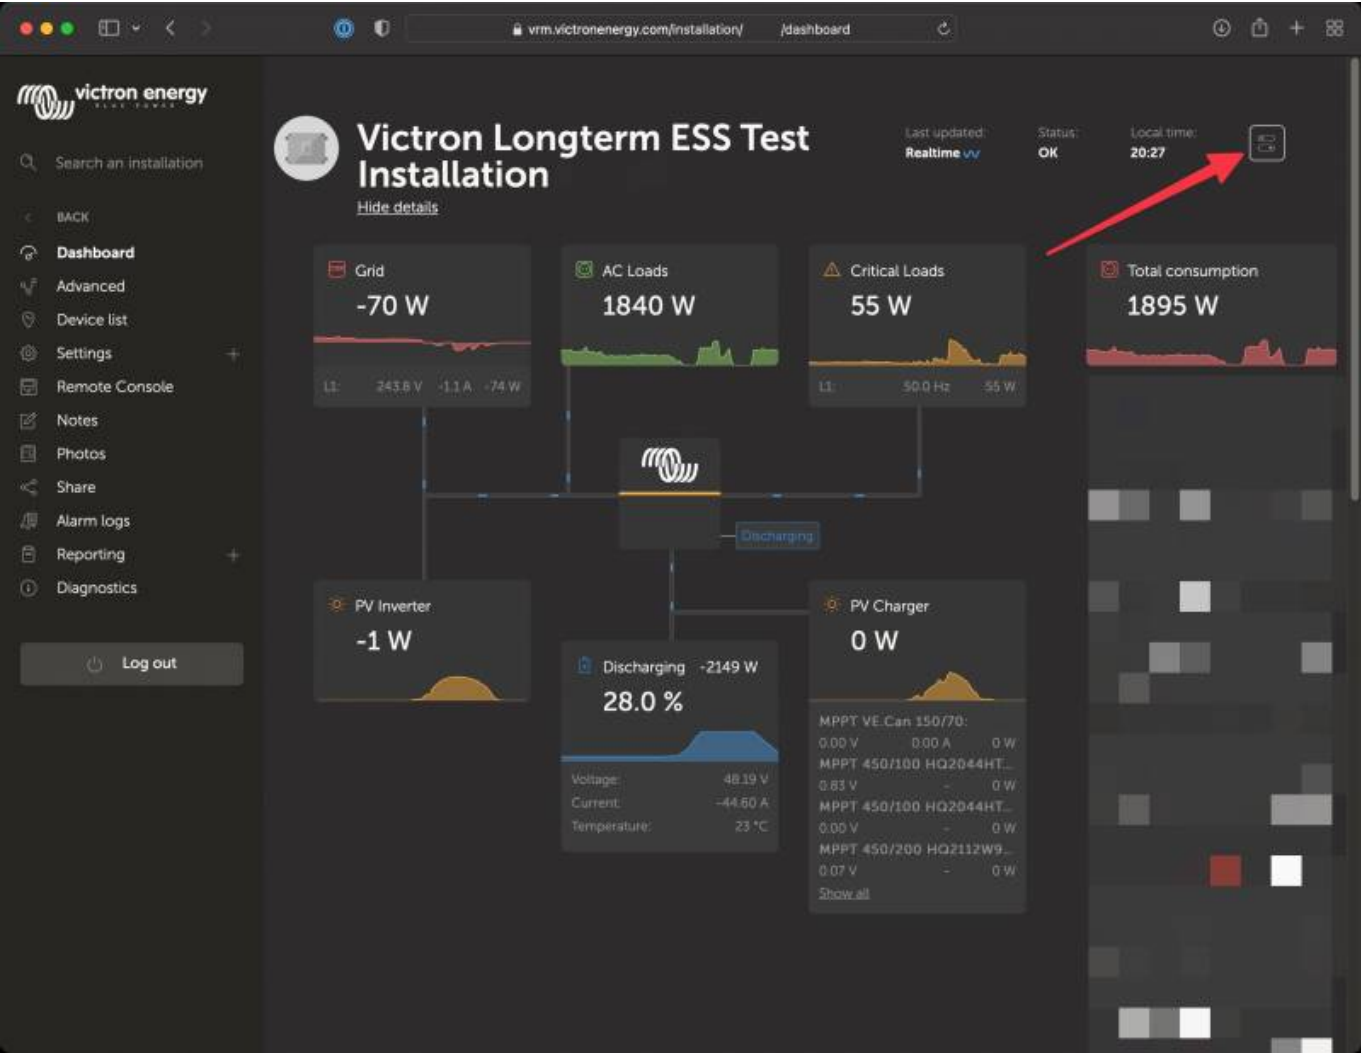 vrm.victronenergy.com/installation/ /dashboard
victron energy
BLUE POWER
Search an installation
BACK
Dashboard
Advanced
Device list
Settings
Remote Console
Notes
Photos
Share
Alarm logs
Reporting
Diagnostics
Log out
Victron Longterm ESS Test
Installation
Hide details
Last updated:
Realtime
Status:
OK
Local time:
20:27
Grid
-70 W
L1: 243.8 V -1.1 A -74 W
AC Loads
1840 W
Critical Loads
55 W
L1: 50.0 Hz 55 W
Total consumption
1895 W
Discharging
PV Inverter
-1 W
Discharging -2149 W
28.0 %
Voltage: 48.19 V
Current: -44.60 A
Temperature: 23 °C
PV Charger
0 W
MPPT VE.Can 150/70:
0.00 V 0.00 A 0 W
MPPT 450/100 HQ2044HT...
0.83 V - 0 W
MPPT 450/100 HQ2044HT...
0.00 V - 0 W
MPPT 450/200 HQ2112W9...
0.07 V - 0 W
Show all